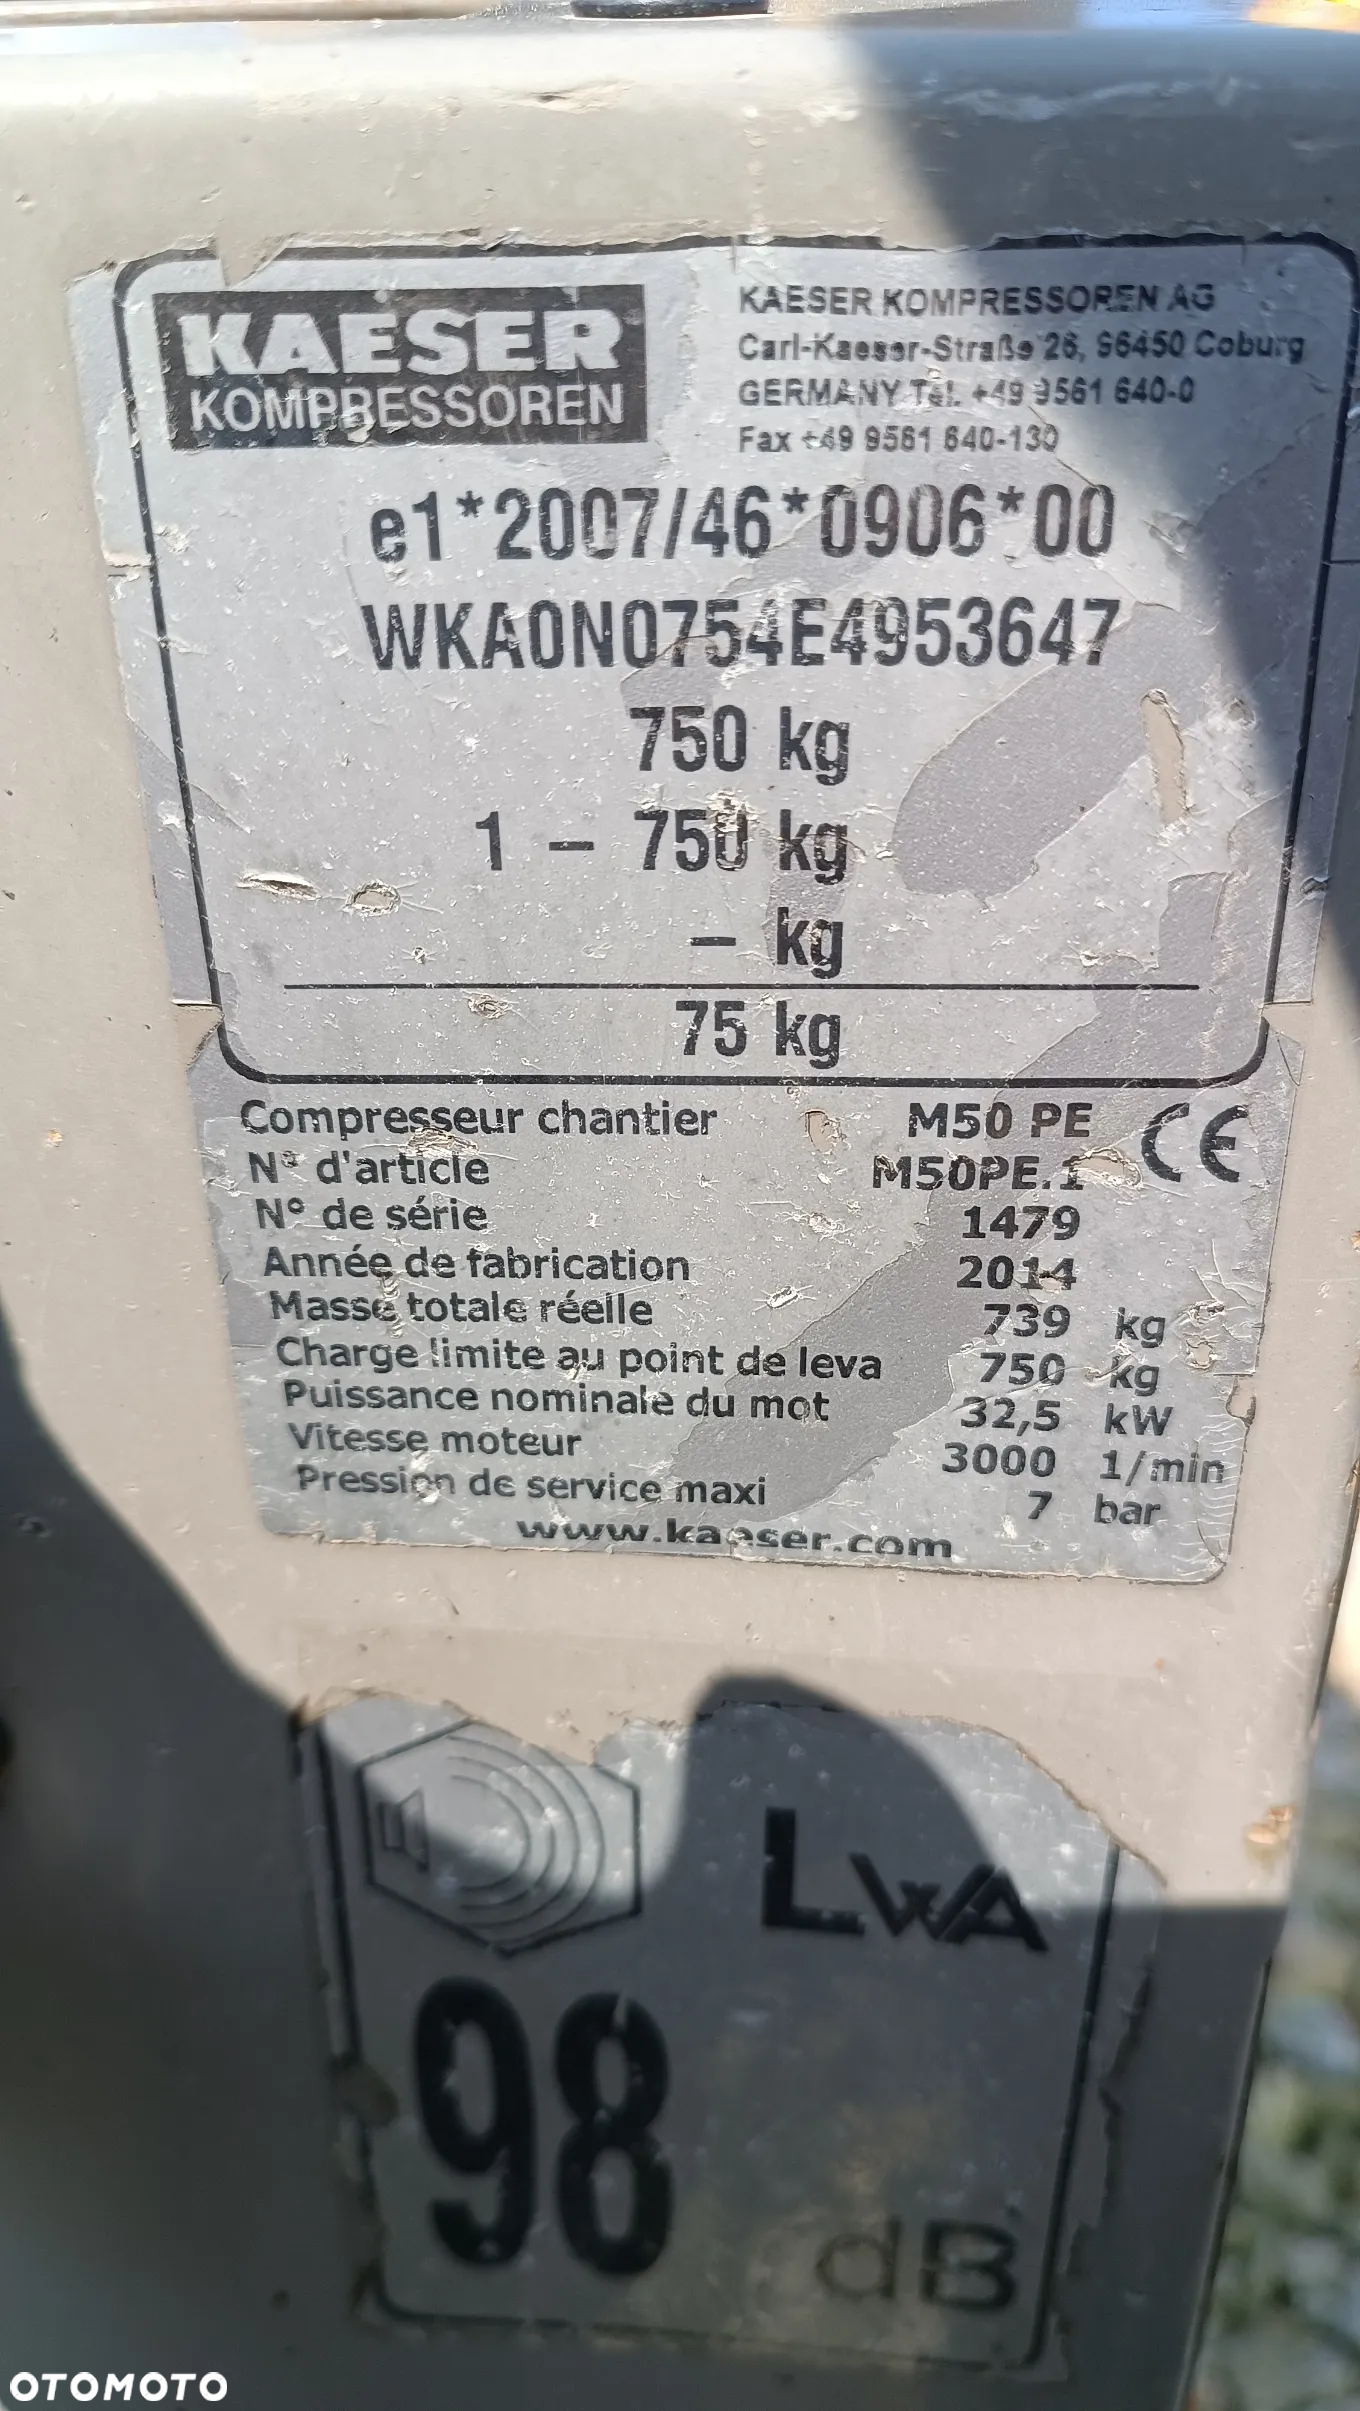 KAESER
KOMPRESSOREN
KAESER KOMPRESSOREN AG
Carl-Kaeser-Straße 26, 96450 Coburg
GERMANY Tel. +49 9561 640-0
Fax +49 9561 640-130
e1*2007/46*0906*00
WKA0N0754E4953647
750 kg
1 – 750 kg
– kg
75 kg
Compresseur chantier M50 PE CE
N° d'article M50PE.1
N° de série 1479
Année de fabrication 2014
Masse totale réelle 739 kg
Charge limite au point de leva 750 kg
Puissance nominale du mot 32,5 kW
Vitesse moteur 3000 1/min
Pression de service maxi 7 bar
www.kaeser.com
LWA
98
dB
OTOMOTO